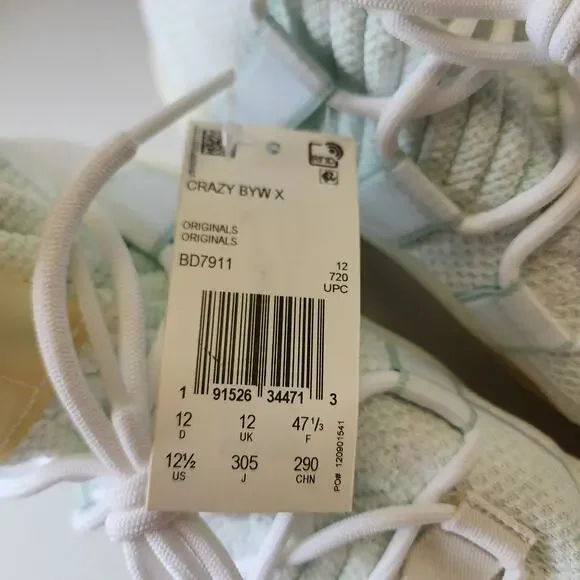 CRAZY BYW X
ORIGINALS
ORIGINALS
BD7911
12
720
UPC
1 91526 34471 3
12 12 47 1/3
D UK F
12½ 305 290
US J CHN
PO# 120901541